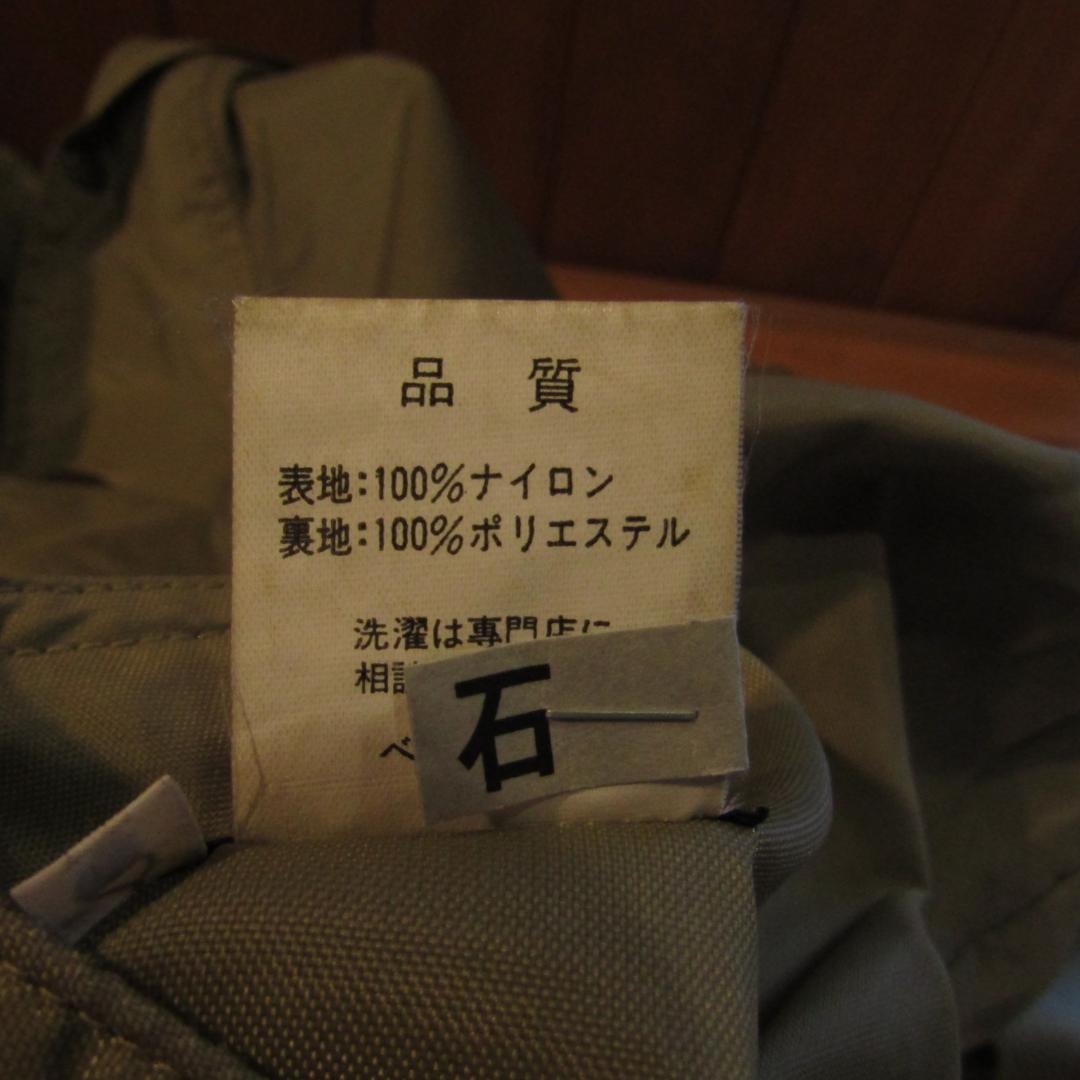 品 質
表地:100%ナイロン
裏地:100%ポリエステル
洗濯は専門店に
相談
石